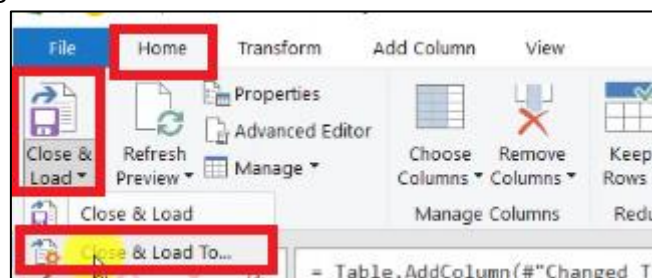 File Home Transform Add Column View
Properties
Advanced Editor
Manage
Close & Load
Refresh Preview
Choose Columns
Remove Columns
Keep Rows
Manage Columns
Close & Load
Close & Load To...
= Table.AddColumn(#"Changed